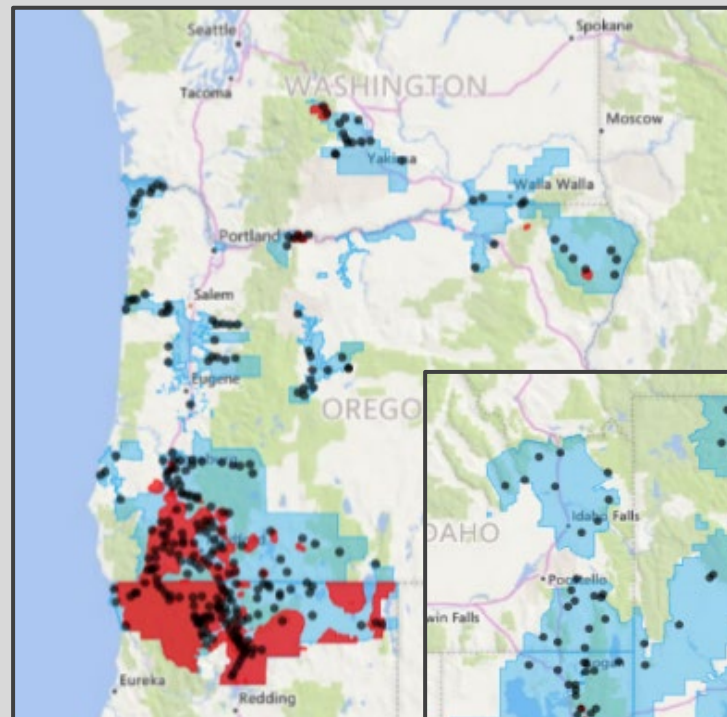 Seattle
Spokane
Tacoma
WASHINGTON
Moscow
Yakima
Walla Walla
Portland
Salem
Eugene
OREGO
Idaho Falls
DAHO
win Falls
Eureka
Redding